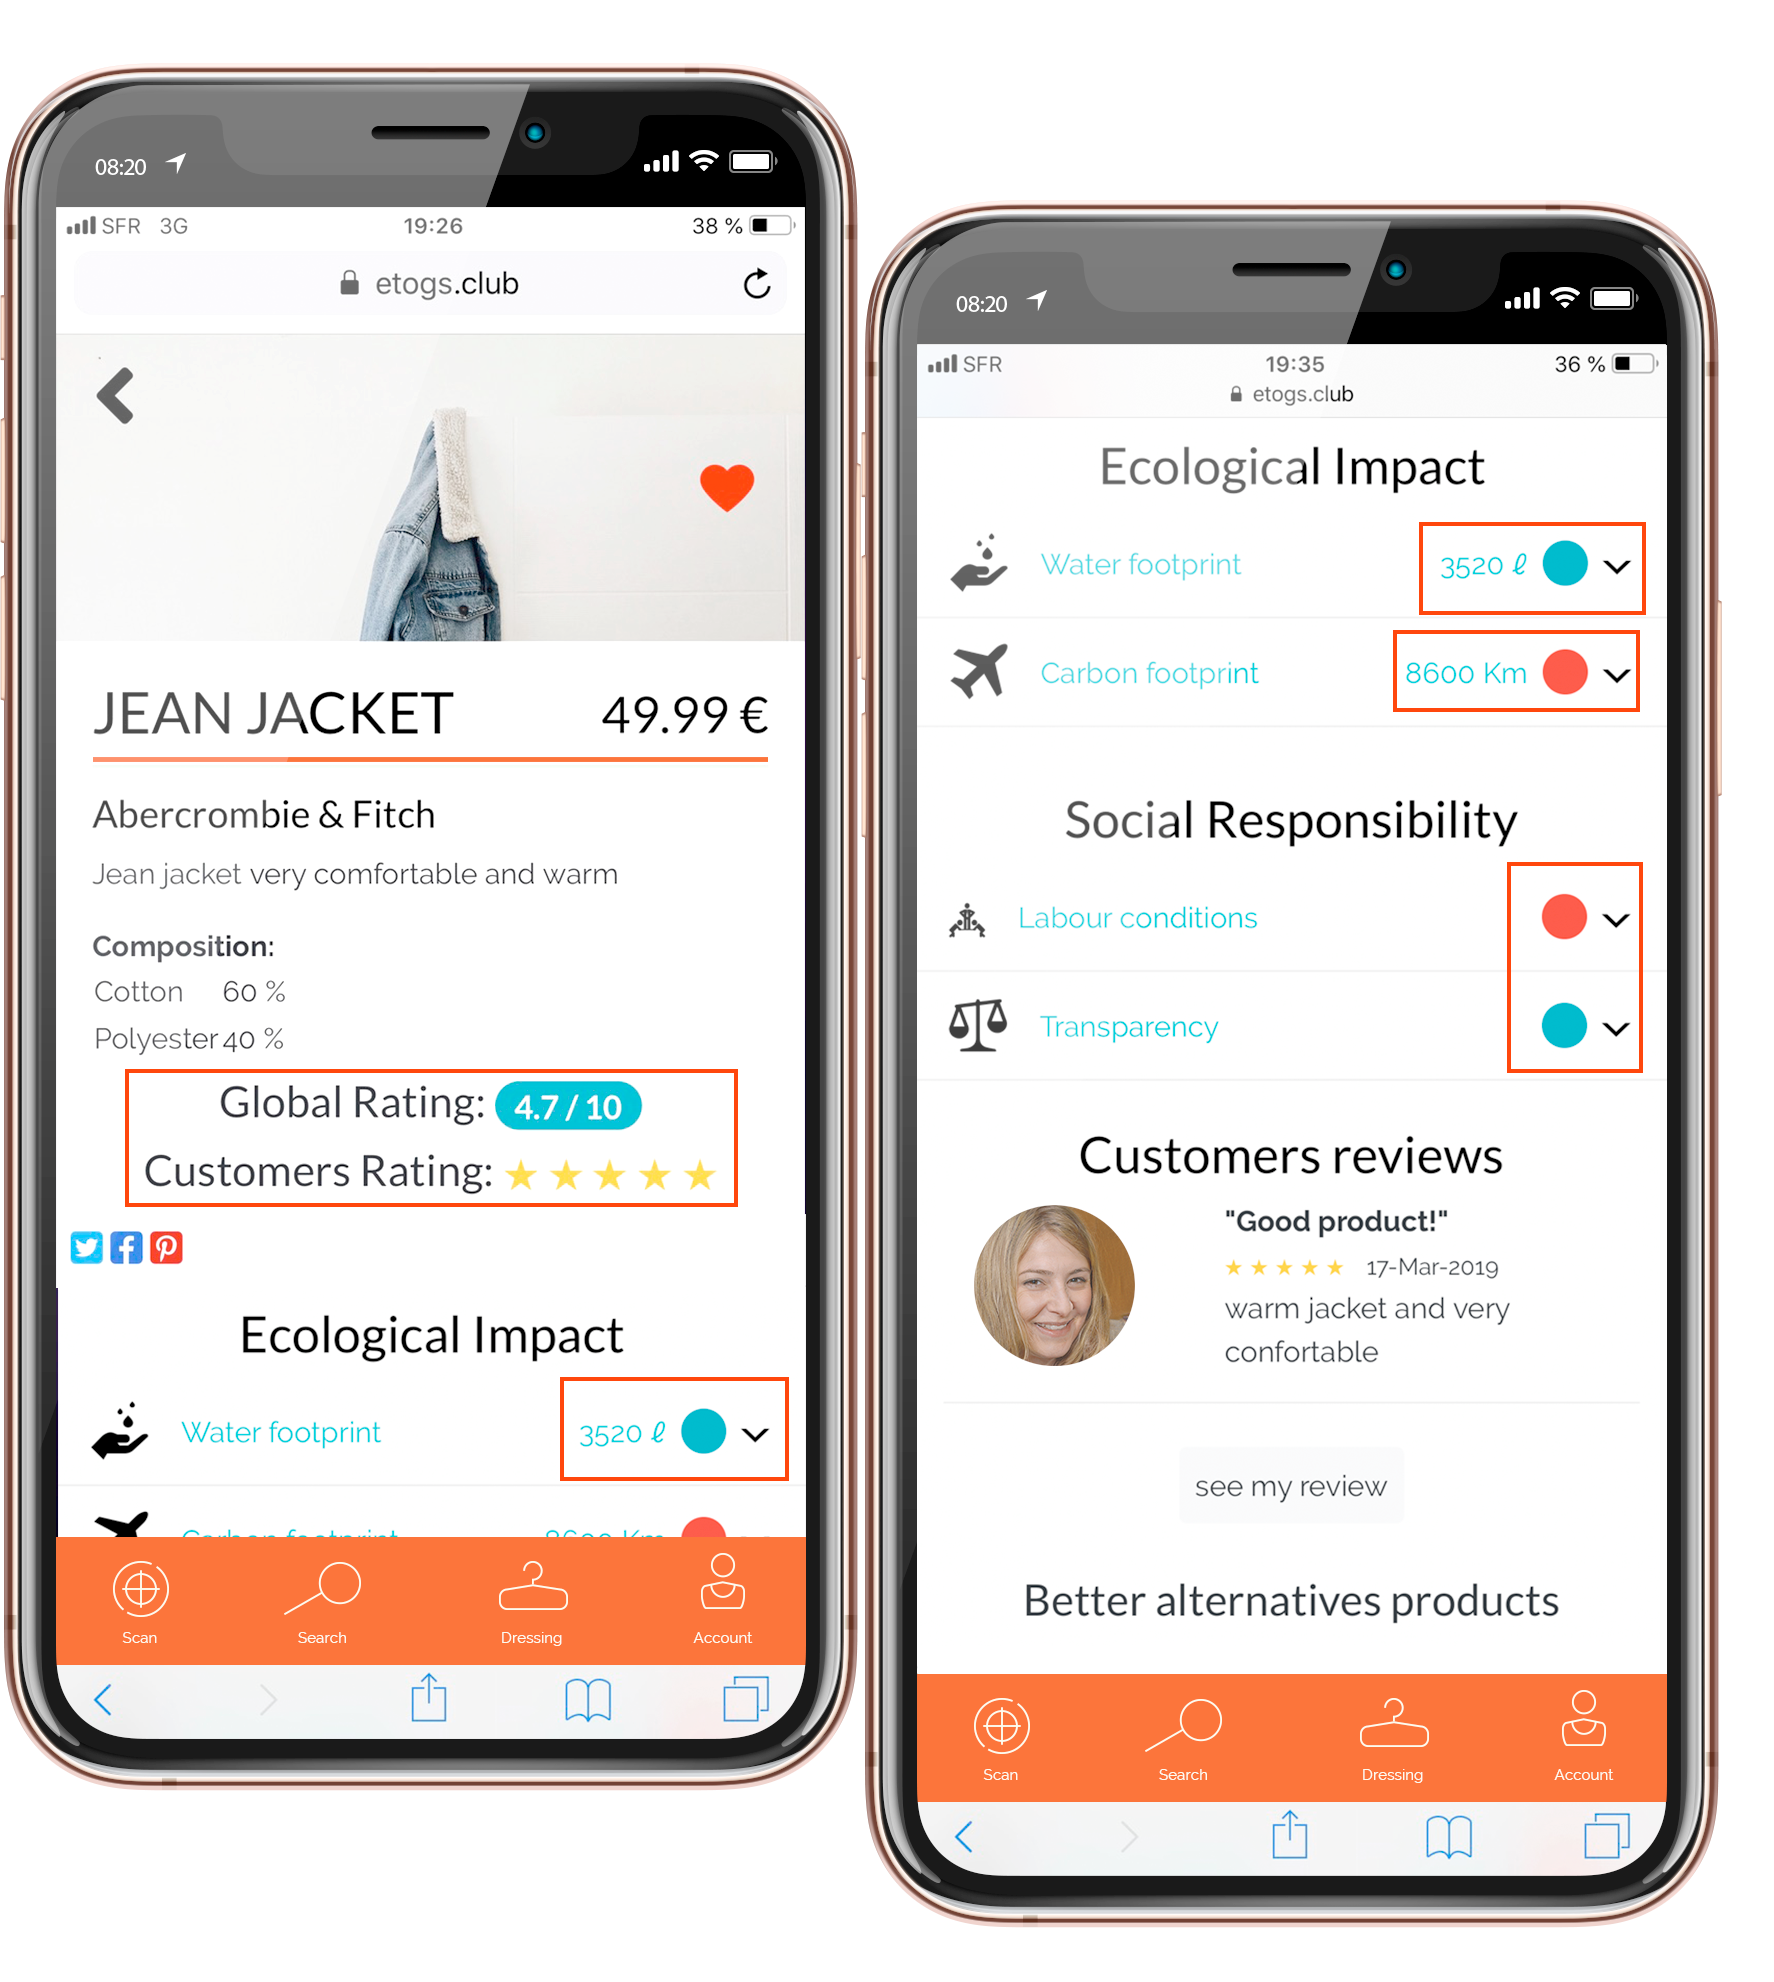 08:20
SFR 3G 19:26 38 %
etogs.club
JEAN JACKET 49.99 €
Abercrombie & Fitch
Jean jacket very comfortable and warm
Composition:
Cotton 60 %
Polyester 40 %
Global Rating: 4.7 / 10
Customers Rating: ★ ★ ★ ★ ★
Ecological Impact
Water footprint 3520 ℓ
Carbon footprint 8600 Km
Scan Search Dressing Account
08:20
SFR 19:35 36 %
etogs.club
Ecological Impact
Water footprint 3520 ℓ
Carbon footprint 8600 Km
Social Responsibility
Labour conditions
Transparency
Customers reviews
"Good product!"
★ ★ ★ ★ ★ 17-Mar-2019
warm jacket and very
confortable
see my review
Better alternatives products
Scan Search Dressing Account